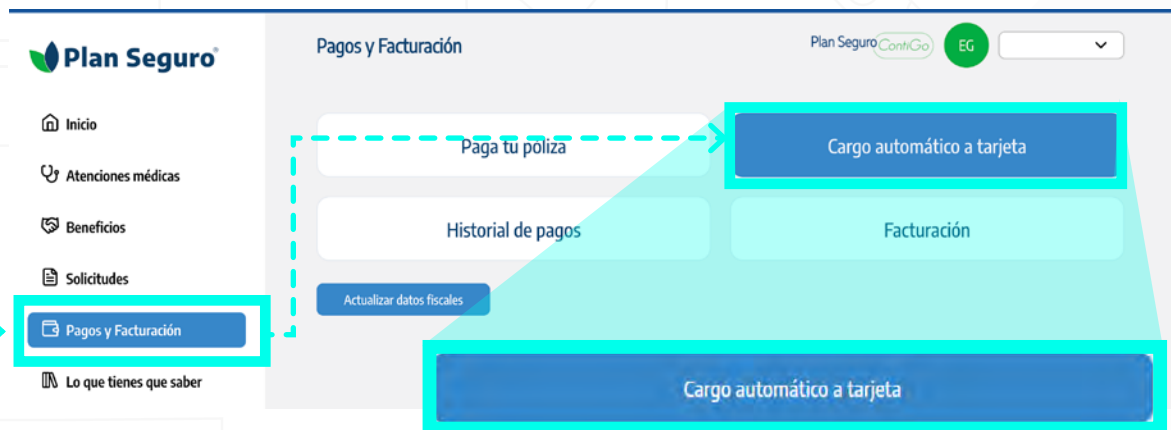 Plan Seguro®
Pagos y Facturación
Plan Seguro ContiGo
EG
Inicio
Atenciones médicas
Beneficios
Solicitudes
Pagos y Facturación
Lo que tienes que saber
Paga tu póliza
Cargo automático a tarjeta
Historial de pagos
Facturación
Actualizar datos fiscales
Cargo automático a tarjeta